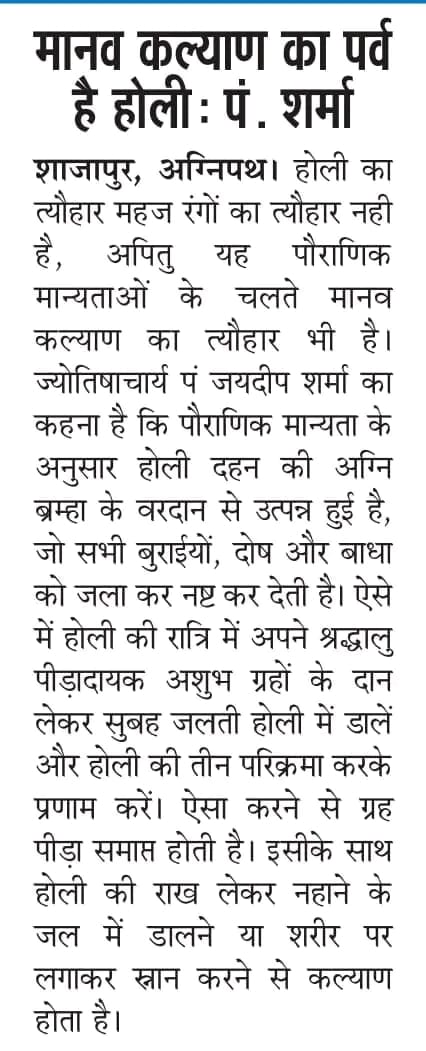 मानव कल्याण का पर्व
है होली : पं. शर्मा
शाजापुर, अग्निपथ। होली का
त्यौहार महज रंगों का त्यौहार नही
है, अपितु यह पौराणिक
मान्यताओं के चलते मानव
कल्याण का त्यौहार भी है।
ज्योतिषाचार्य पं जयदीप शर्मा का
कहना है कि पौराणिक मान्यता के
अनुसार होली दहन की अग्नि
ब्रम्हा के वरदान से उत्पन्न हुई है,
जो सभी बुराईयों, दोष और बाधा
को जला कर नष्ट कर देती है। ऐसे
में होली की रात्रि में अपने श्रद्धालु
पीड़ादायक अशुभ ग्रहों के दान
लेकर सुबह जलती होली में डालें
और होली की तीन परिक्रमा करके
प्रणाम करें। ऐसा करने से ग्रह
पीड़ा समाप्त होती है। इसीके साथ
होली की राख लेकर नहाने के
जल में डालने या शरीर पर
लगाकर स्नान करने से कल्याण
होता है।